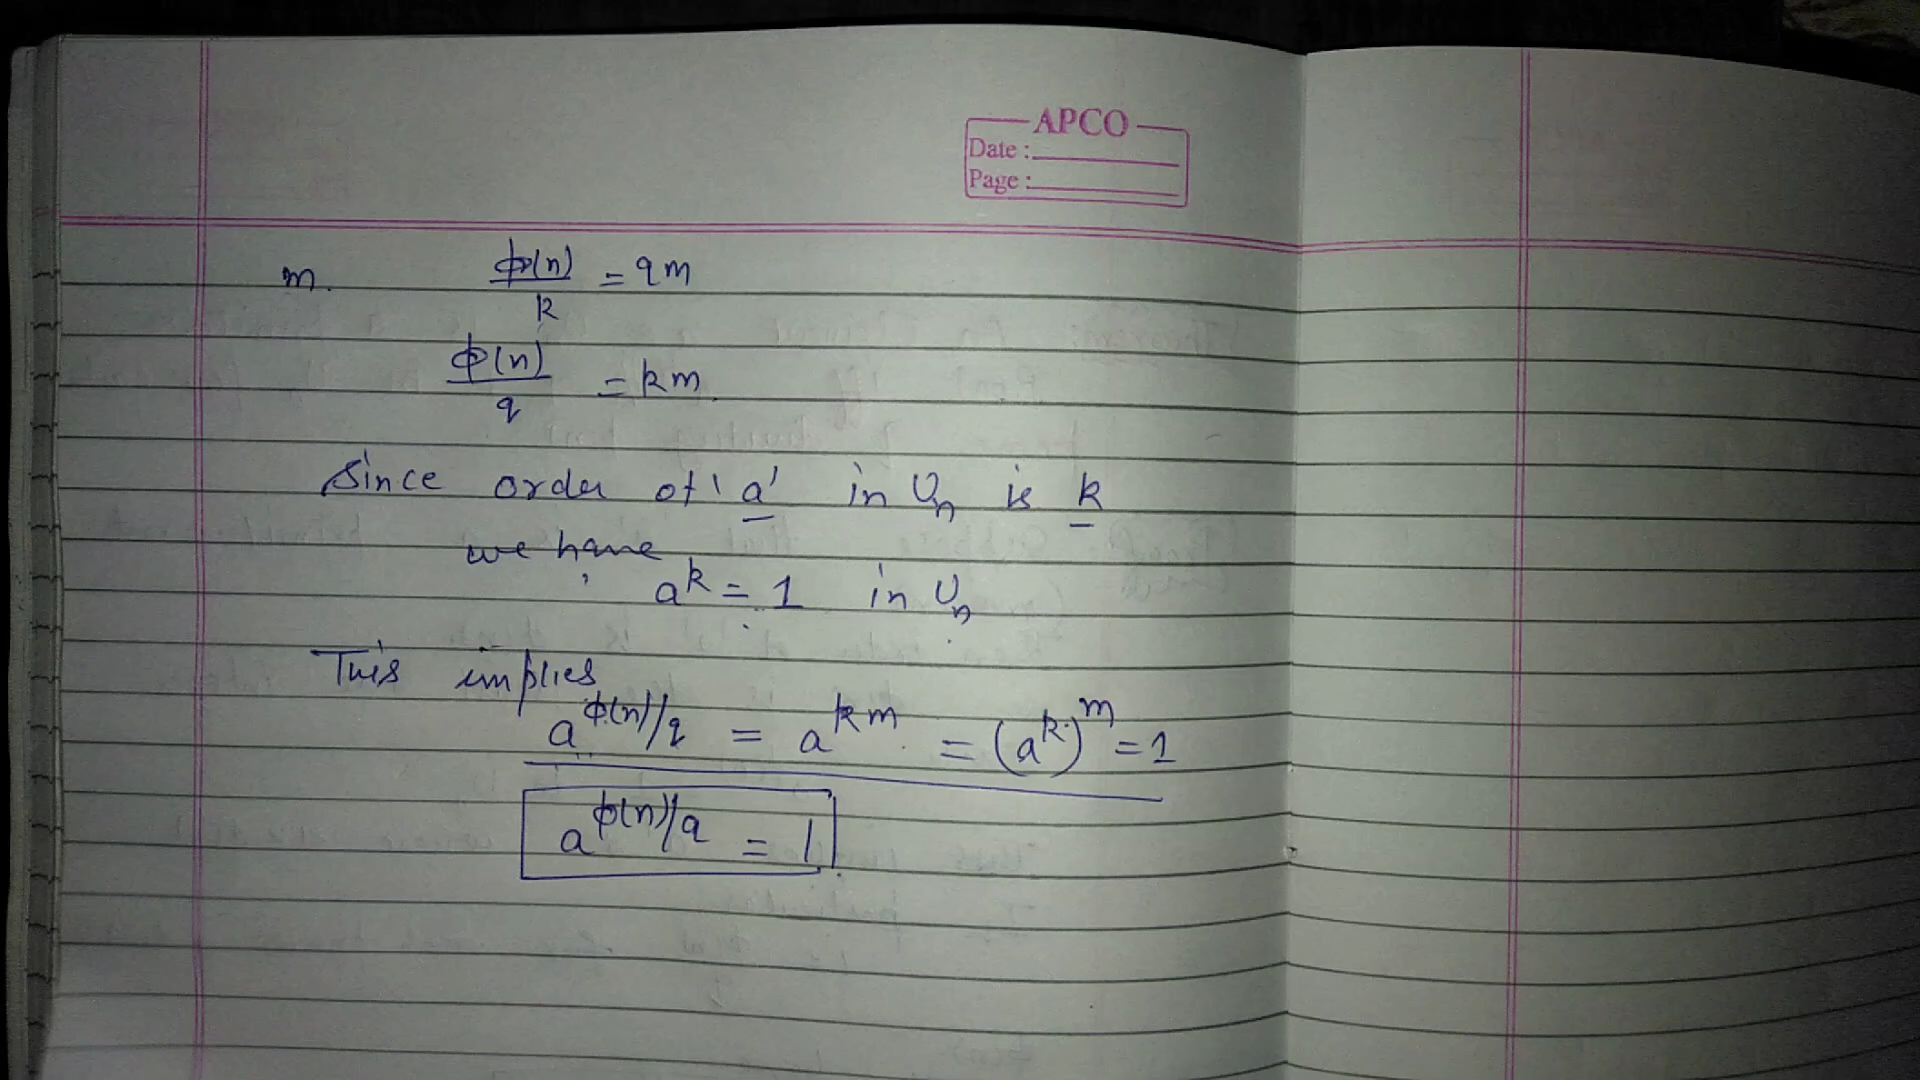 APCO
Date :
Page :
m. ϕ(n)/k = qm
ϕ(n)/q = km.
Since order of 'a' in Un is k
we have
a^k = 1 in Un
This implies
a^ϕ(n)/q = a^km = (a^k)^m = 1
a^ϕ(n)/q = 1